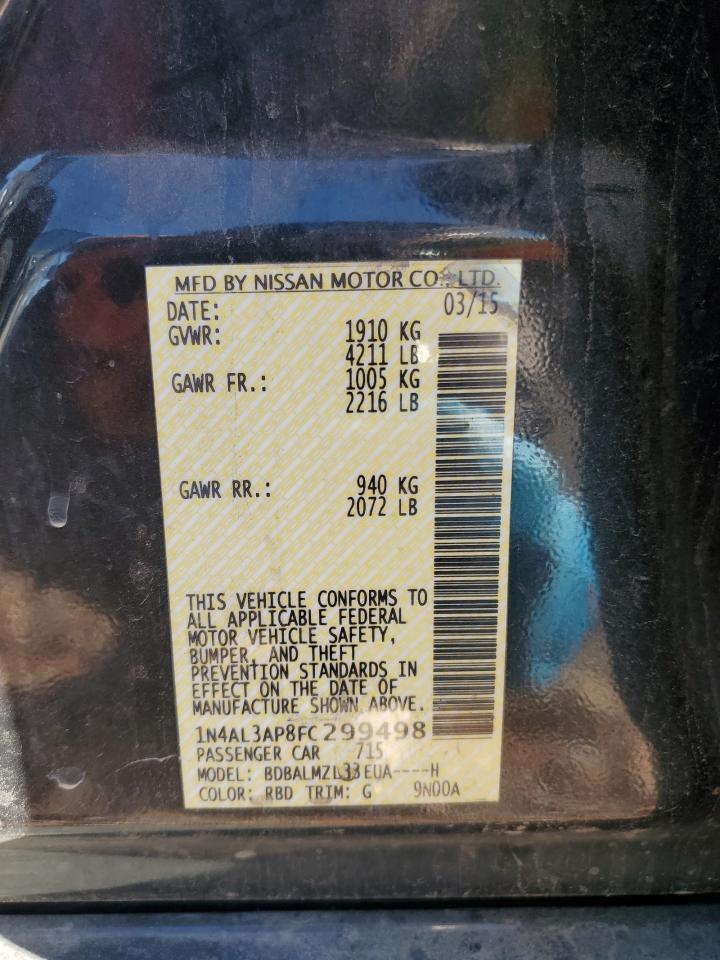 MFD BY NISSAN MOTOR CO., LTD.
DATE: 03/15
GVWR: 1910 KG
4211 LB
GAWR FR.: 1005 KG
2216 LB
GAWR RR.: 940 KG
2072 LB
THIS VEHICLE CONFORMS TO
ALL APPLICABLE FEDERAL
MOTOR VEHICLE SAFETY,
BUMPER, AND THEFT
PREVENTION STANDARDS IN
EFFECT ON THE DATE OF
MANUFACTURE SHOWN ABOVE.
1N4AL3AP8FC299498
PASSENGER CAR 715
MODEL: BDBALMZL33EUA----H
COLOR: RBD TRIM: G 9N00A